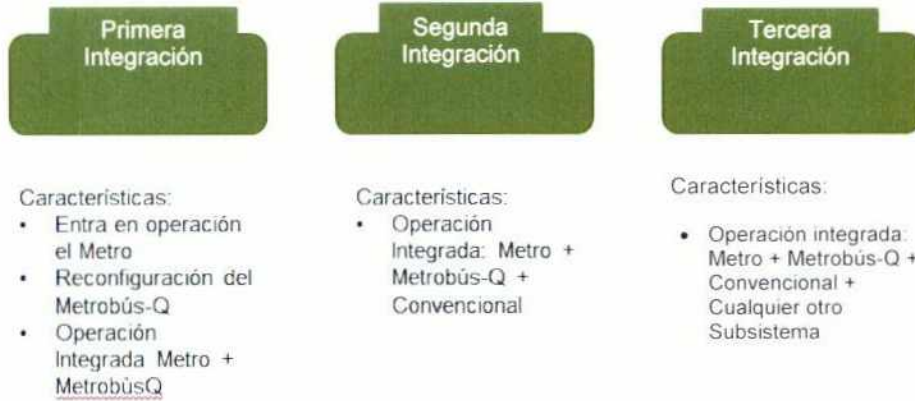 Primera
Integración
Características:
• Entra en operación
el Metro
• Reconfiguración del
Metrobús-Q
• Operación
Integrada Metro +
MetrobúsQ
Segunda
Integración
Características:
• Operación
Integrada: Metro +
Metrobús-Q +
Convencional
Tercera
Integración
Características:
• Operación integrada:
Metro + Metrobús-Q +
Convencional +
Cualquier otro
Subsistema